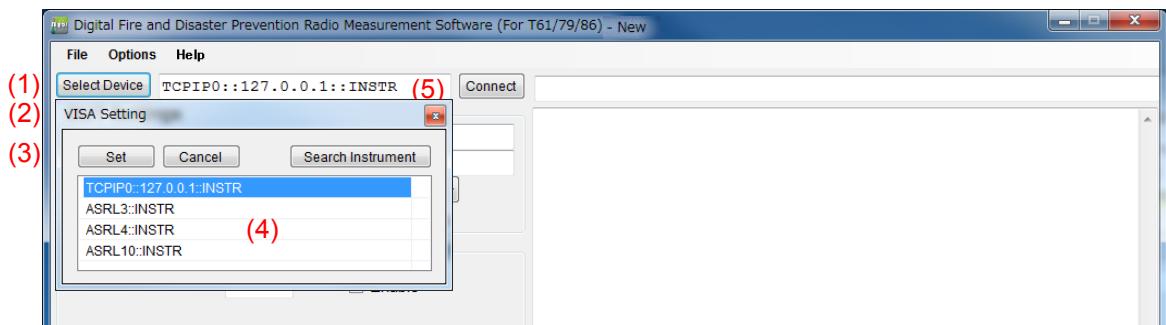 Digital Fire and Disaster Prevention Radio Measurement Software (For T61/79/86) - New
File Options Help
(1) Select Device TCPIP0::127.0.0.1::INSTR (5) Connect
(2) VISA Setting
(3) Set Cancel Search Instrument
TCPIP0::127.0.0.1::INSTR
ASRL3::INSTR
ASRL4::INSTR (4)
ASRL10::INSTR